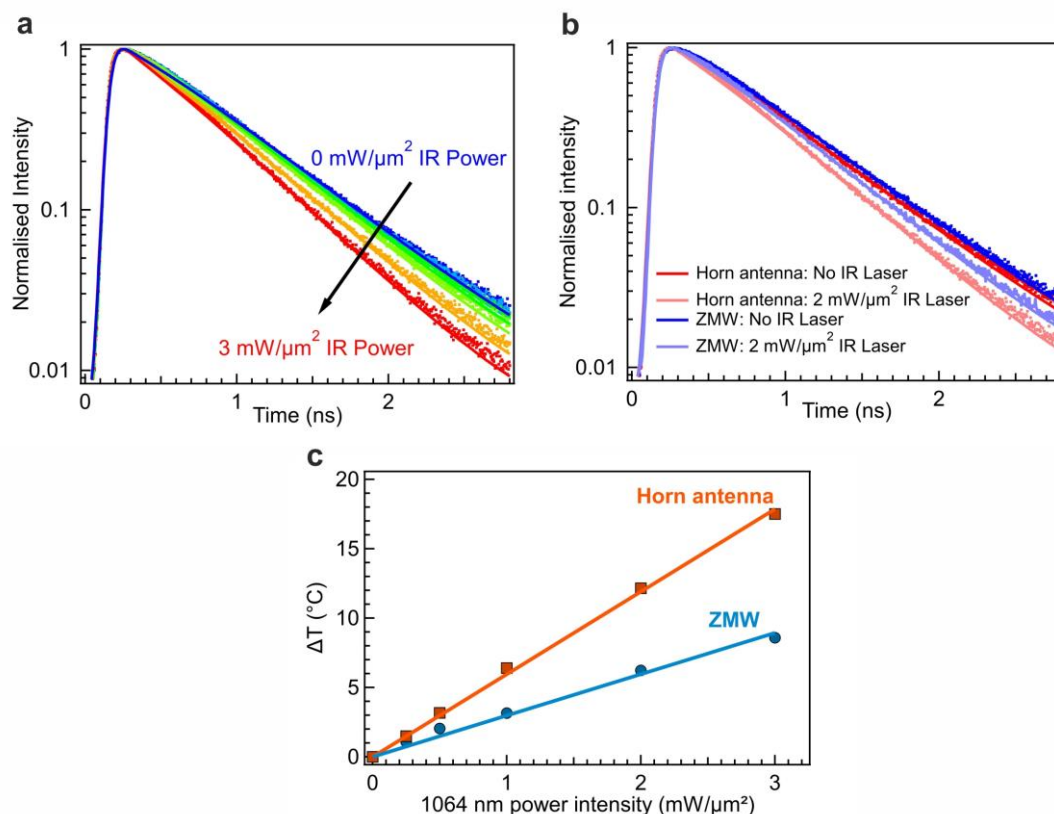 a
1
0.1
0.01
Normalised Intensity
0 mW/µm² IR Power
3 mW/µm² IR Power
0
1
2
Time (ns)
b
1
0.1
0.01
Normalised intensity
Horn antenna: No IR Laser
Horn antenna: 2 mW/µm² IR Laser
ZMW: No IR Laser
ZMW: 2 mW/µm² IR Laser
0
1
2
Time (ns)
c
20
15
10
5
0
ΔT (°C)
Horn antenna
ZMW
0
1
2
3
1064 nm power intensity (mW/µm²)